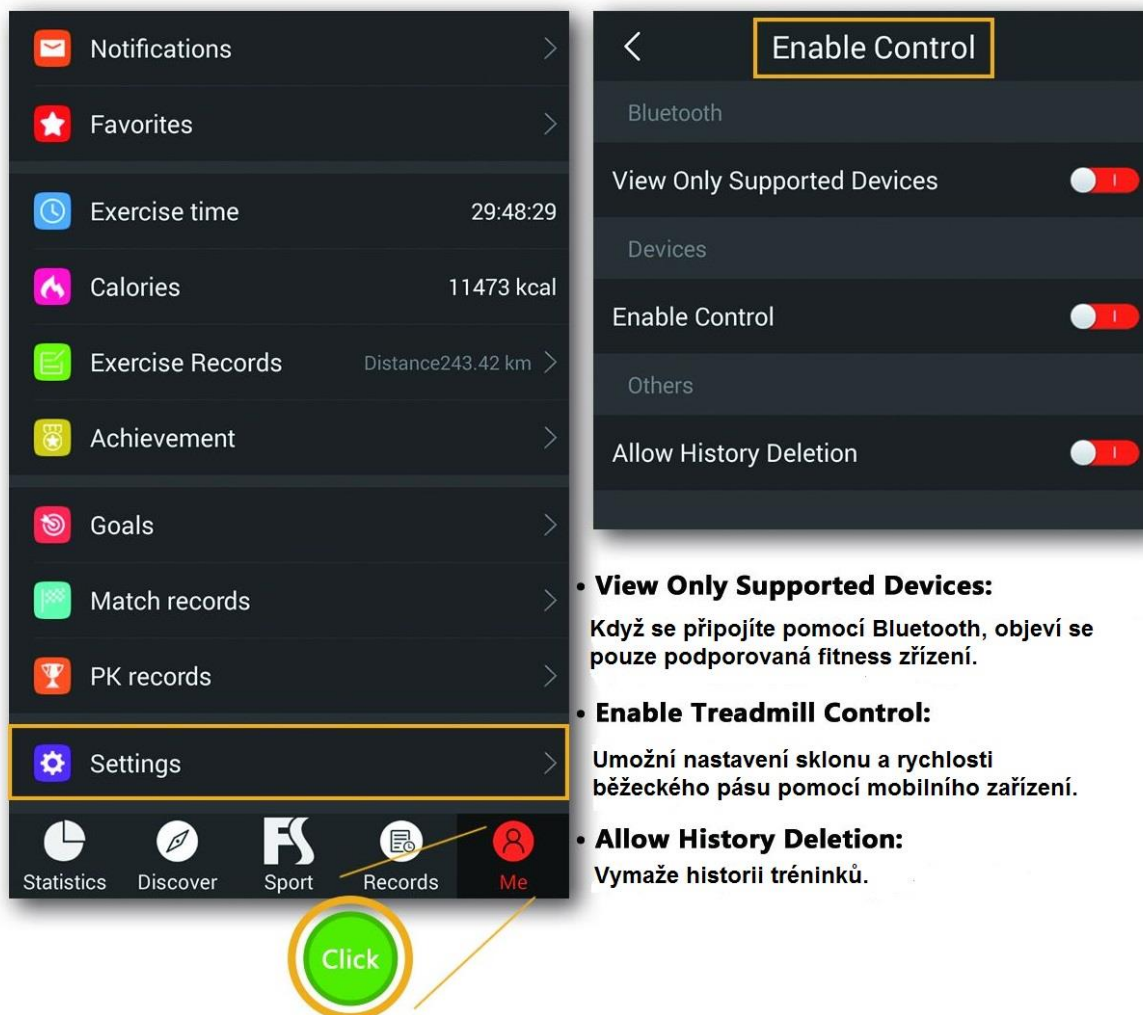 Notifications
Favorites
Exercise time 29:48:29
Calories 11473 kcal
Exercise Records Distance243.42 km
Achievement
Goals
Match records
PK records
Settings
Statistics Discover Sport Records Me
FS
Click
Enable Control
Bluetooth
View Only Supported Devices
Devices
Enable Control
Others
Allow History Deletion
• View Only Supported Devices:
Když se připojíte pomocí Bluetooth, objeví se
pouze podporovaná fitness zřízení.
• Enable Treadmill Control:
Umožní nastavení sklonu a rychlosti
běžeckého pásu pomocí mobilního zařízení.
• Allow History Deletion:
Vymaže historii tréninků.